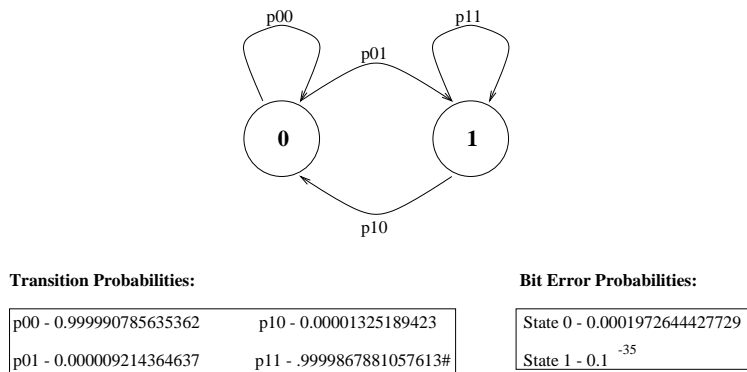 p00
p11
p01
0
1
p10
Transition Probabilities:
Bit Error Probabilities:
p00 - 0.999990785635362
p10 - 0.00001325189423
State 0 - 0.0001972644427729
p01 - 0.000009214364637
p11 - .9999867881057613#
State 1 - 0.1 -35